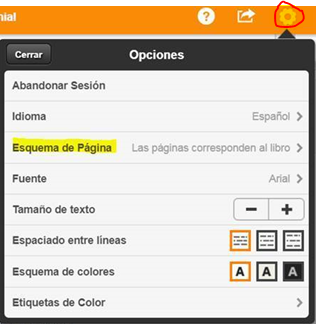 nial ?
Cerrar Opciones
Abandonar Sesión
Idioma Español
Esquema de Página Las páginas corresponden al libro
Fuente Arial
Tamaño de texto − +
Espaciado entre líneas
Esquema de colores A A A
Etiquetas de Color